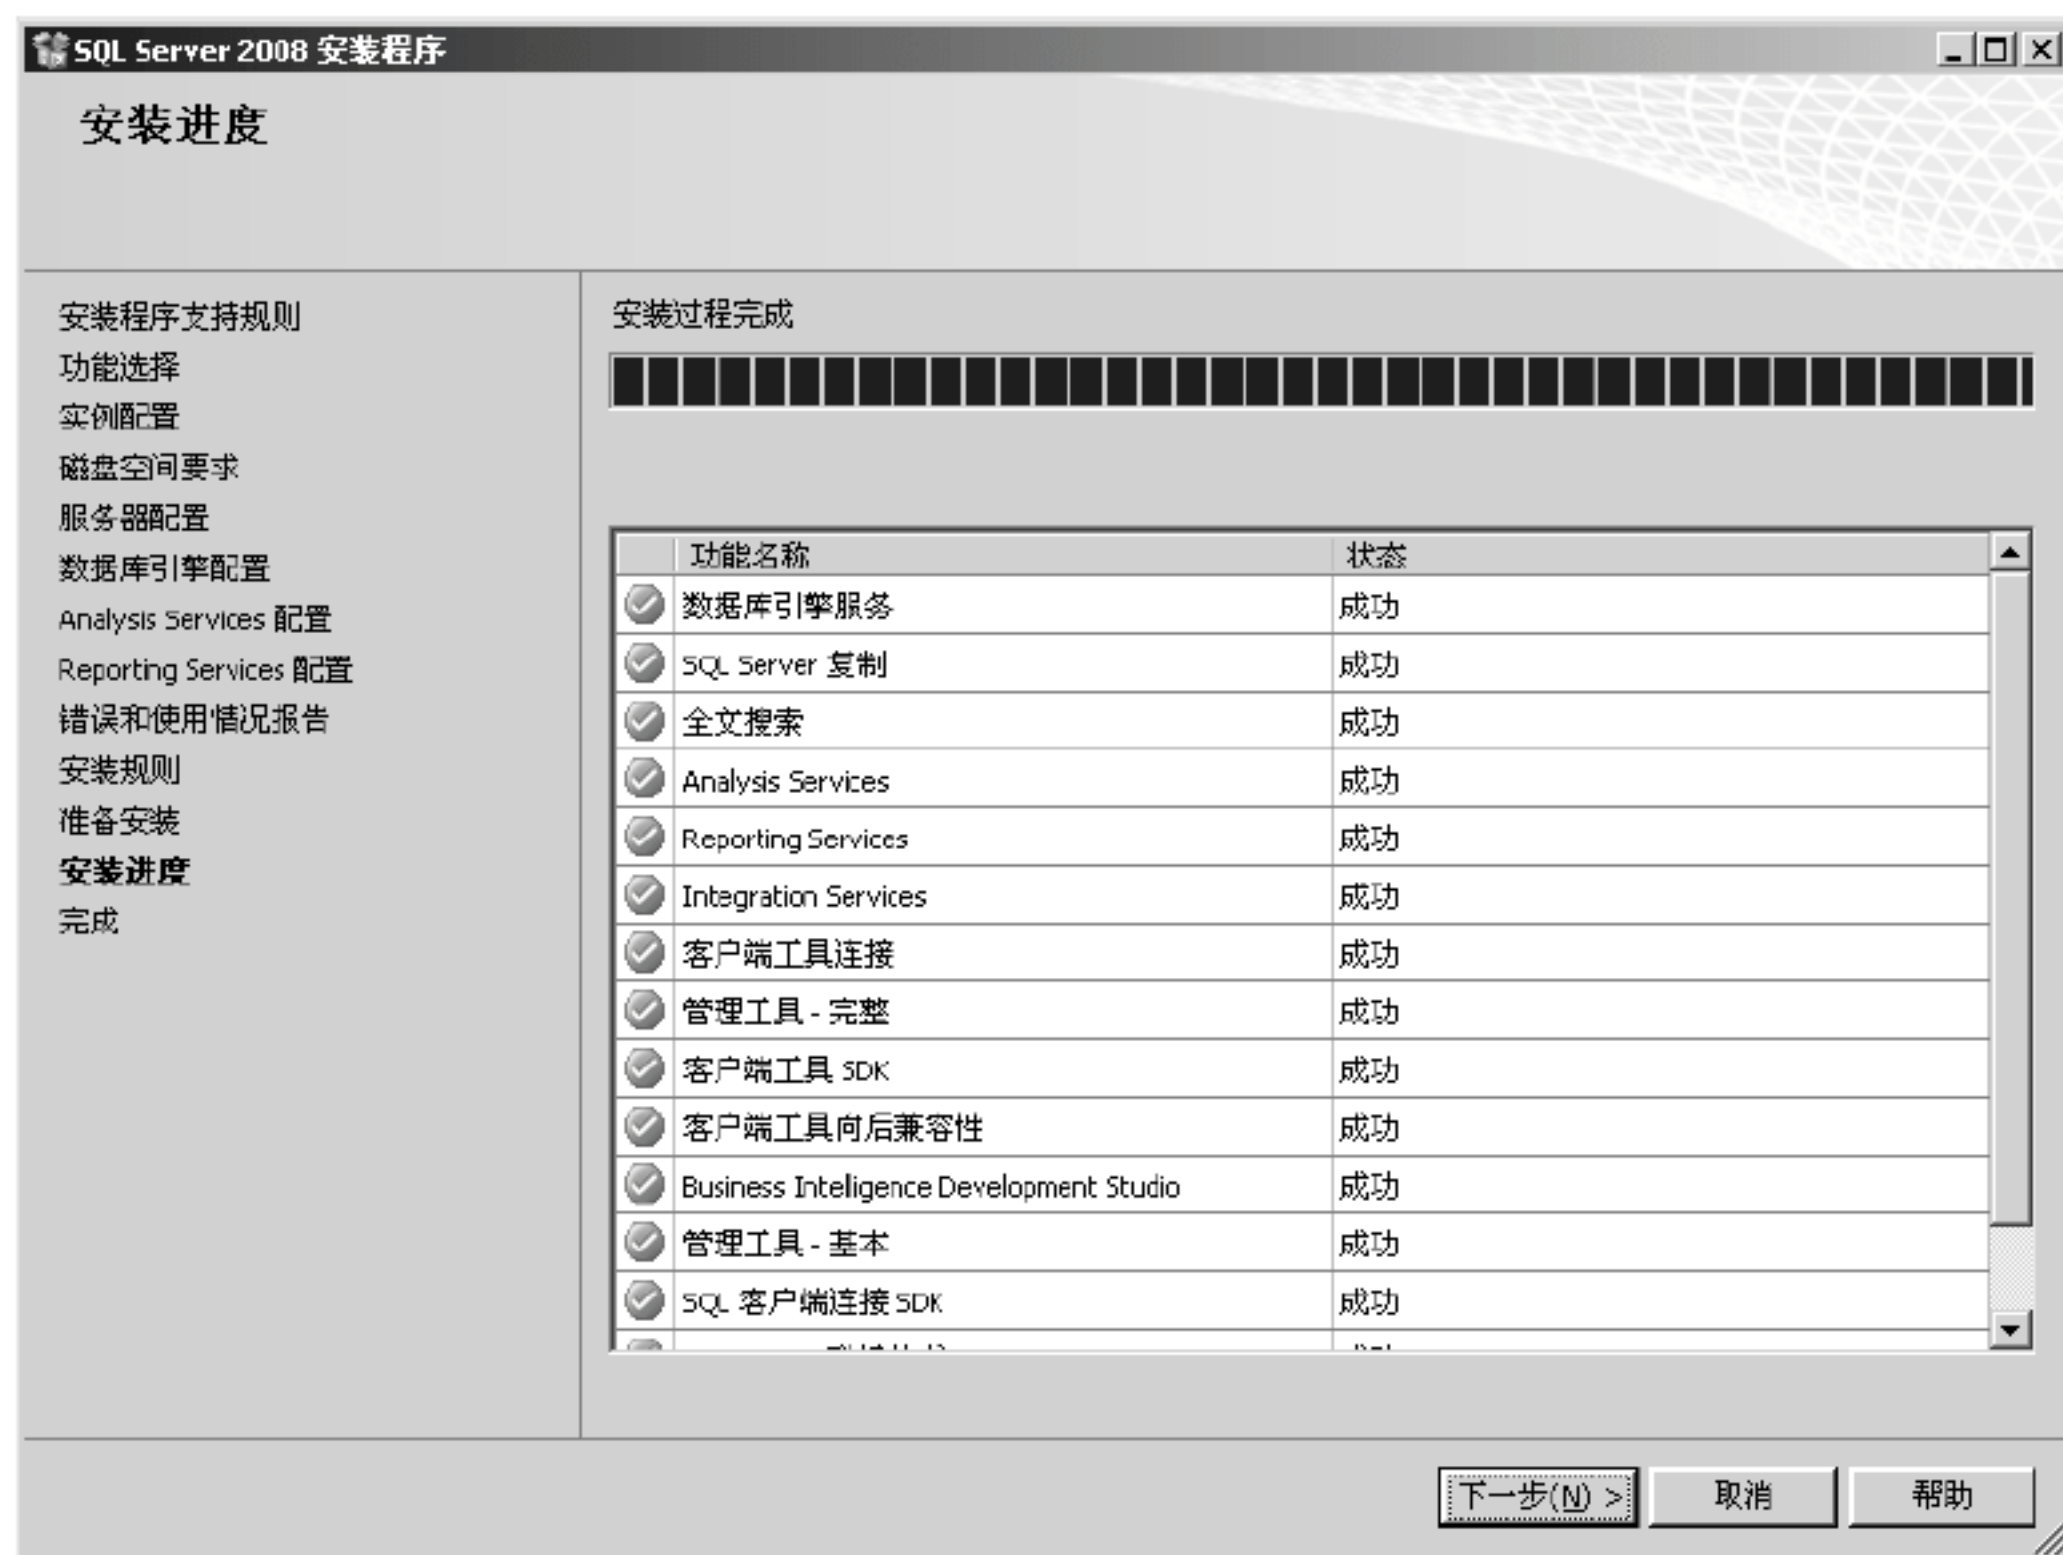 SQL Server 2008 安装程序
安装进度
安装程序支持规则
功能选择
实例配置
磁盘空间要求
服务器配置
数据库引擎配置
Analysis Services 配置
Reporting Services 配置
错误和使用情况报告
安装规则
准备安装
安装进度
完成
安装过程完成
功能名称 状态
数据库引擎服务 成功
SQL Server 复制 成功
全文搜索 成功
Analysis Services 成功
Reporting Services 成功
Integration Services 成功
客户端工具连接 成功
管理工具 - 完整 成功
客户端工具 SDK 成功
客户端工具向后兼容性 成功
Business Inteligence Development Studio 成功
管理工具 - 基本 成功
SQL 客户端连接 SDK 成功
下一步(N) > 取消 帮助